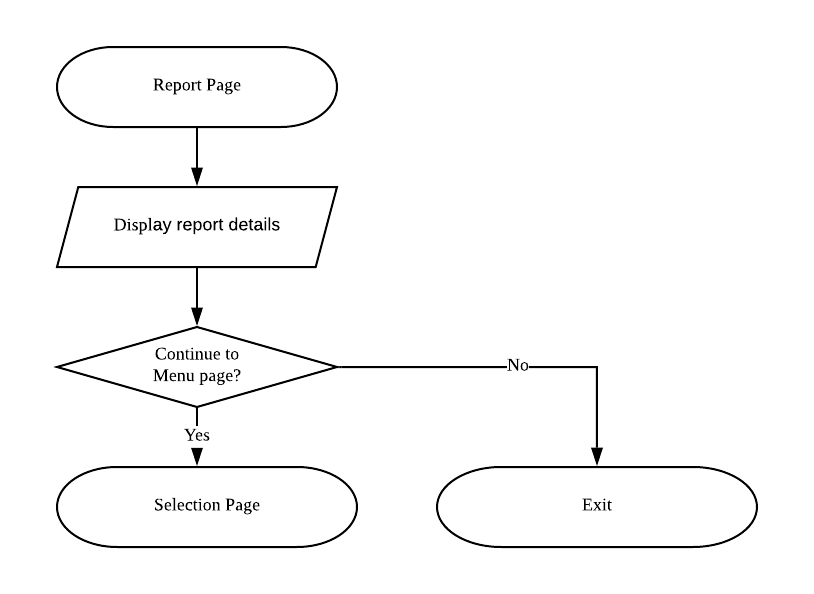 Report Page
Display report details
Continue to
Menu page?
No
Yes
Selection Page
Exit